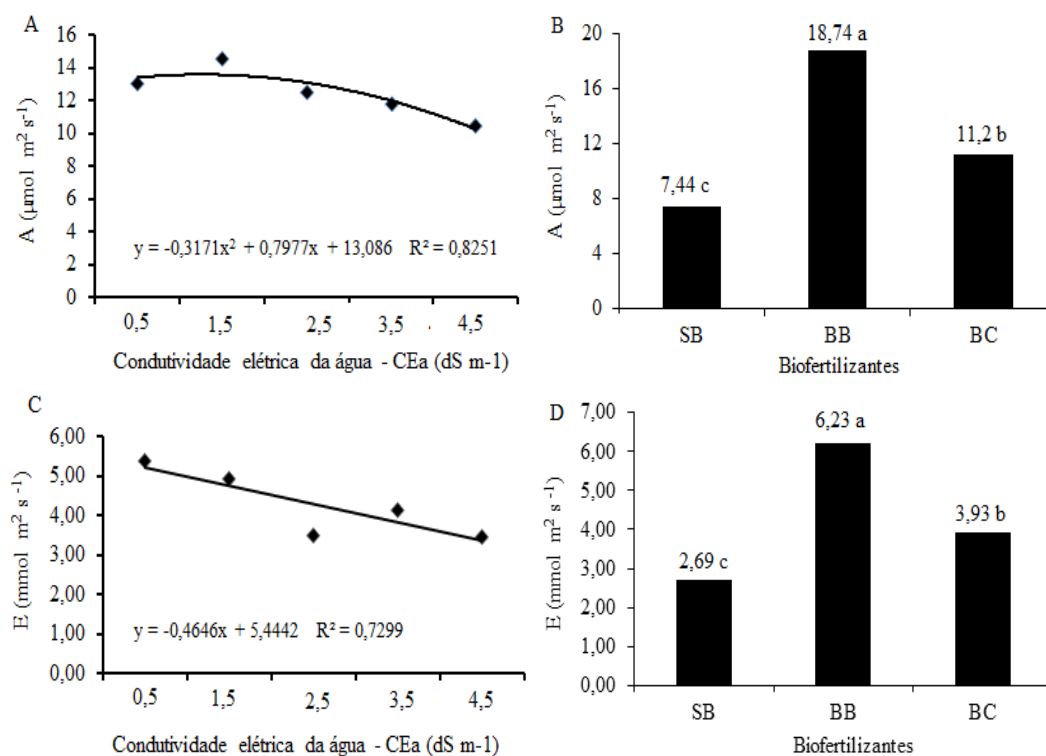 A
16
14
12
10
8
6
4
2
0
A (μmol m² s⁻¹)
y = -0,3171x² + 0,7977x + 13,086 R² = 0,8251
0,5 1,5 2,5 3,5 4,5
Condutividade elétrica da água - CEa (dS m-1)
B
20
16
12
8
4
0
A (μmol m² s⁻¹)
7,44 c
18,74 a
11,2 b
SB BB BC
Biofertilizantes
C
6,00
5,00
4,00
3,00
2,00
1,00
0,00
E (mmol m² s⁻¹)
y = -0,4646x + 5,4442 R² = 0,7299
0,5 1,5 2,5 3,5 4,5
Condutividade elétrica da água - CEa (dS m-1)
D
7,00
6,00
5,00
4,00
3,00
2,00
1,00
0,00
E (mmol m² s⁻¹)
2,69 c
6,23 a
3,93 b
SB BB BC
Biofertilizantes